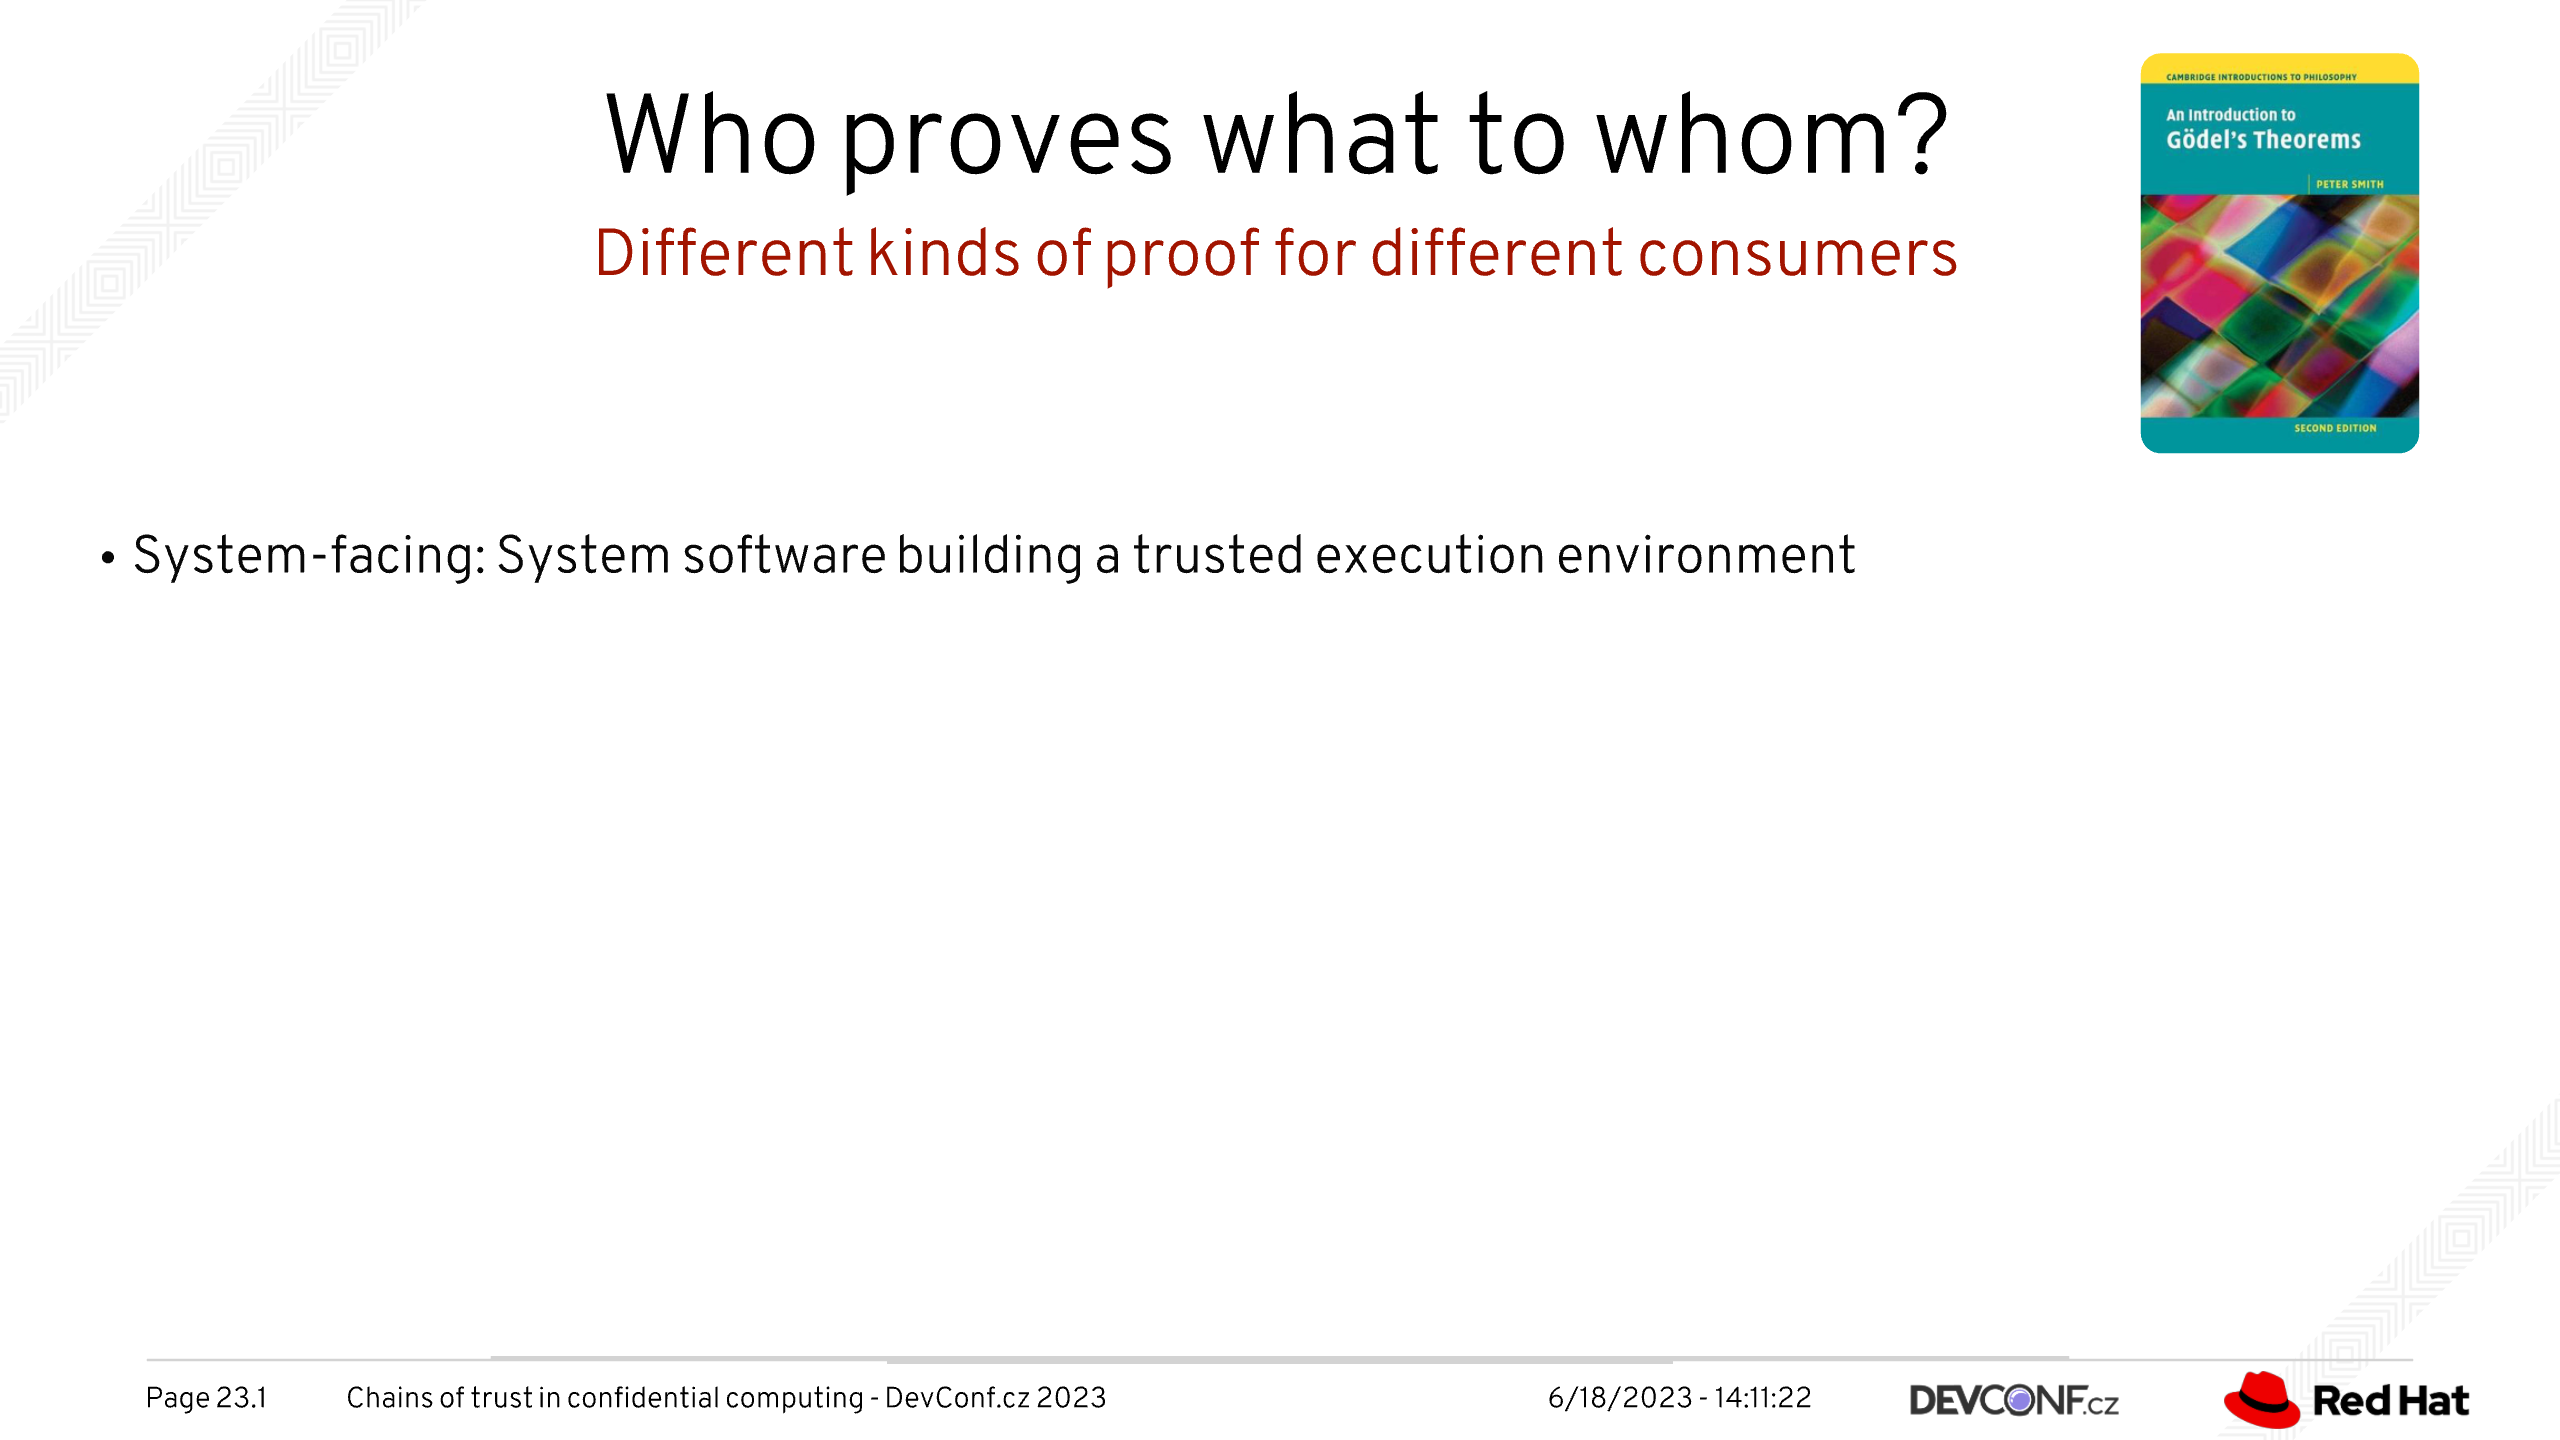 Who proves what to whom?
Different kinds of proof for different consumers
CAMBRIDGE INTRODUCTIONS TO PHILOSOPHY
An Introduction to
Gödel's Theorems
PETER SMITH
SECOND EDITION
• System-facing: System software building a trusted execution environment
Page 23.1 Chains of trust in confidential computing - DevConf.cz 2023 6/18/2023 - 14:11:22 DEVCONF.cz Red Hat